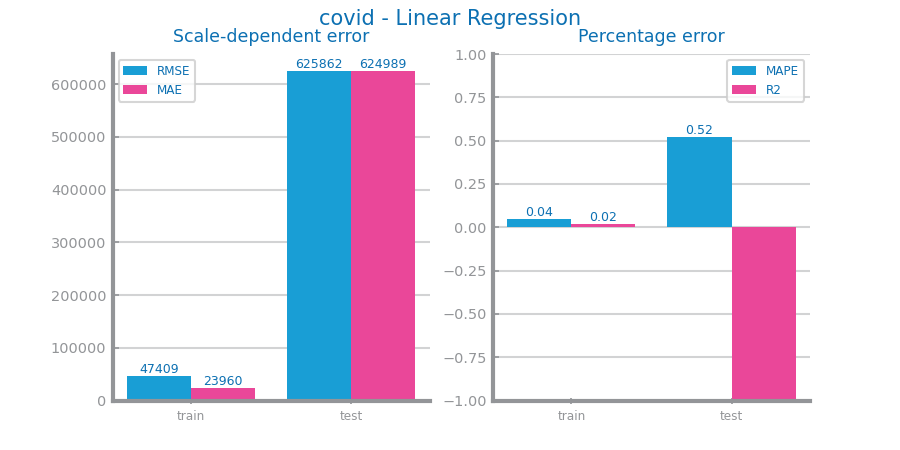 covid - Linear Regression
Scale-dependent error
RMSE
MAE
600000
500000
400000
300000
200000
100000
0
47409
23960
625862
624989
train
test
Percentage error
MAPE
R2
1.00
0.75
0.50
0.25
0.00
−0.25
−0.50
−0.75
−1.00
0.04
0.02
0.52
train
test